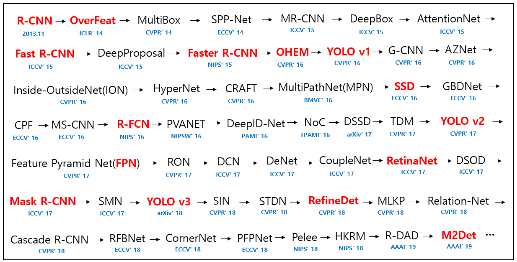 R-CNN → OverFeat → MultiBox → SPP-Net → MR-CNN → DeepBox → AttentionNet →
2013.11 ICLR' 14 CVPR' 14 ECCV' 14 ICCV' 15 ICCV' 15 ICCV' 15
Fast R-CNN → DeepProposal → Faster R-CNN → OHEM → YOLO v1 → G-CNN → AZNet →
ICCV' 15 ICCV' 15 NIPS' 15 CVPR' 16 CVPR' 16 CVPR' 16 CVPR' 16
Inside-OutsideNet(ION) → HyperNet → CRAFT → MultiPathNet(MPN) → SSD → GBDNet →
CVPR' 16 CVPR' 16 CVPR' 16 BMVC' 16 ECCV' 16 ECCV' 16
CPF → MS-CNN → R-FCN → PVANET → DeepID-Net → NoC → DSSD → TDM → YOLO v2 →
ECCV' 16 ECCV' 16 NIPS' 16 NIPSW' 16 PAMI' 16 TPAMI' 16 arXiv' 17 CVPR' 17 CVPR' 17
Feature Pyramid Net(FPN) → RON → DCN → DeNet → CoupleNet → RetinaNet → DSOD →
CVPR' 17 CVPR' 17 ICCV' 17 ICCV' 17 ICCV' 17 ICCV' 17 ICCV' 17
Mask R-CNN → SMN → YOLO v3 → SIN → STDN → RefineDet → MLKP → Relation-Net →
ICCV' 17 ICCV' 17 arXiv' 18 CVPR' 18 CVPR' 18 CVPR' 18 CVPR' 18 CVPR' 18
Cascade R-CNN → RFBNet → CornerNet → PFPNet → Pelee → HKRM → R-DAD → M2Det ···
CVPR' 18 ECCV' 18 ECCV' 18 ECCV' 18 NIPS' 18 NIPS' 18 AAAI' 19 AAAI' 19